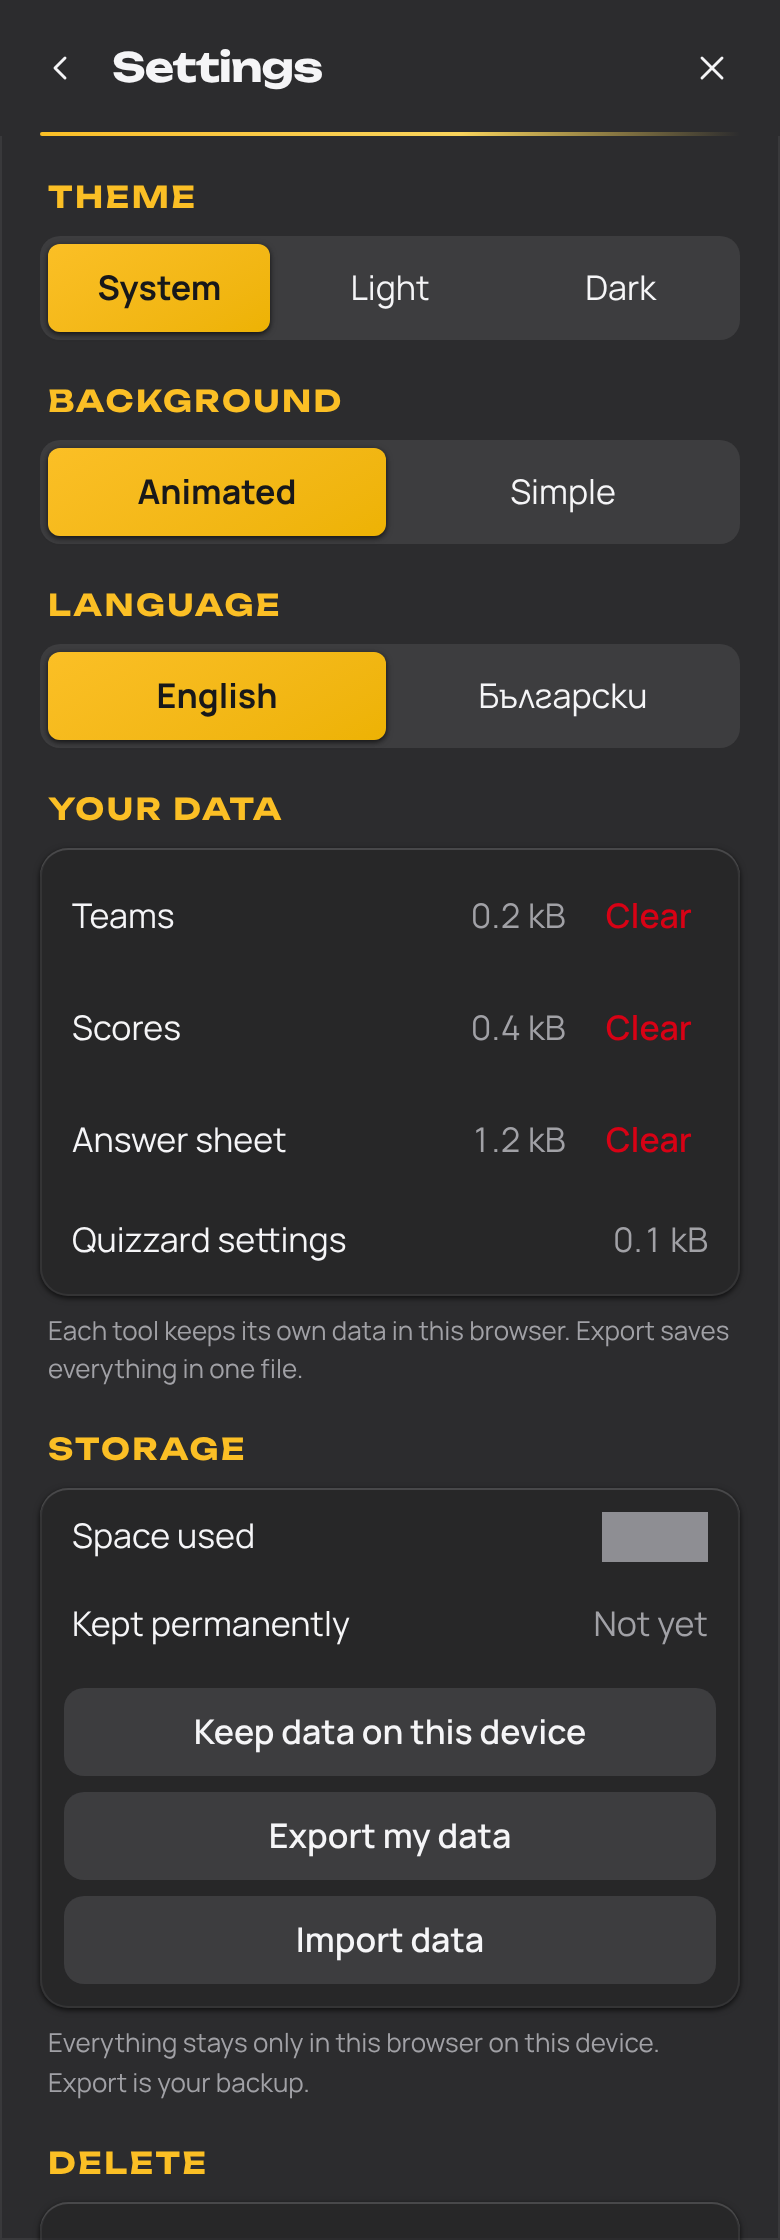 Settings
THEME
System Light Dark
BACKGROUND
Animated Simple
LANGUAGE
English Български
YOUR DATA
Teams 0.2 kB Clear
Scores 0.4 kB Clear
Answer sheet 1.2 kB Clear
Quizzard settings 0.1 kB
Each tool keeps its own data in this browser. Export saves
everything in one file.
STORAGE
Space used
Kept permanently Not yet
Keep data on this device
Export my data
Import data
Everything stays only in this browser on this device.
Export is your backup.
DELETE